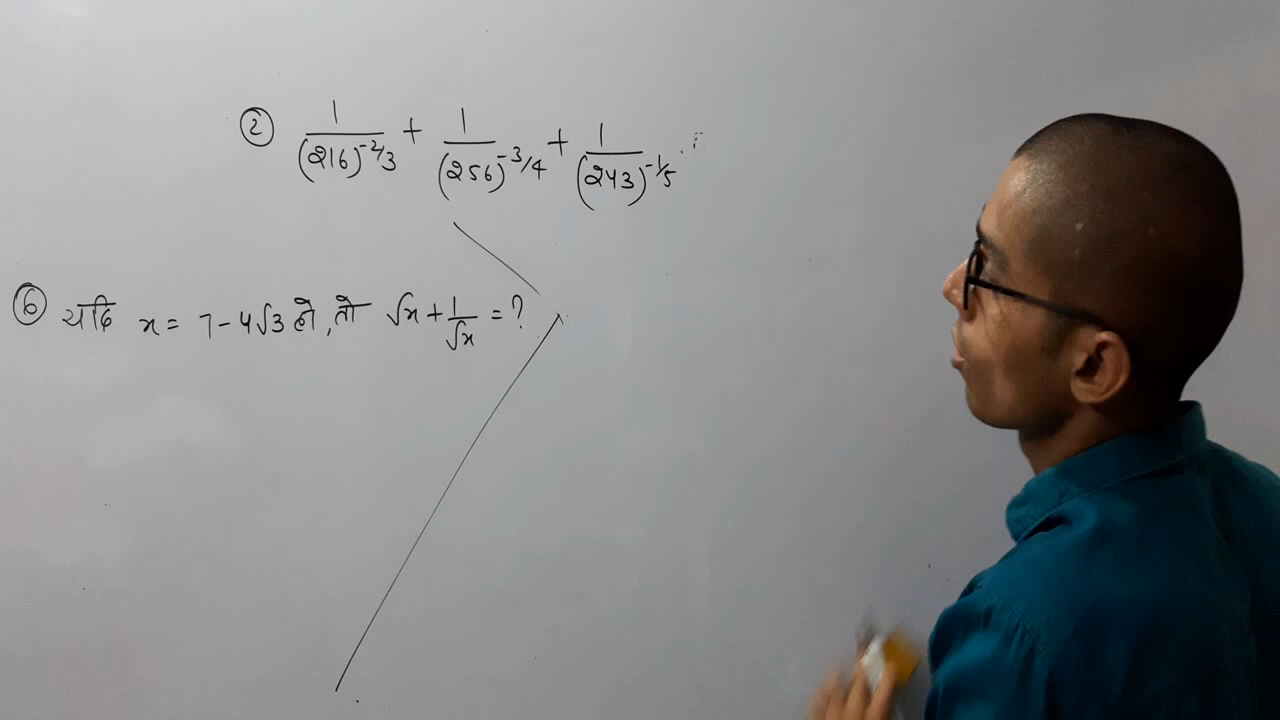 ② 1/(216)^-2/3 + 1/(256)^-3/4 + 1/(243)^-1/5
⑥ यदि x = 7 - 4√3 हो, तो √x + 1/√x = ?